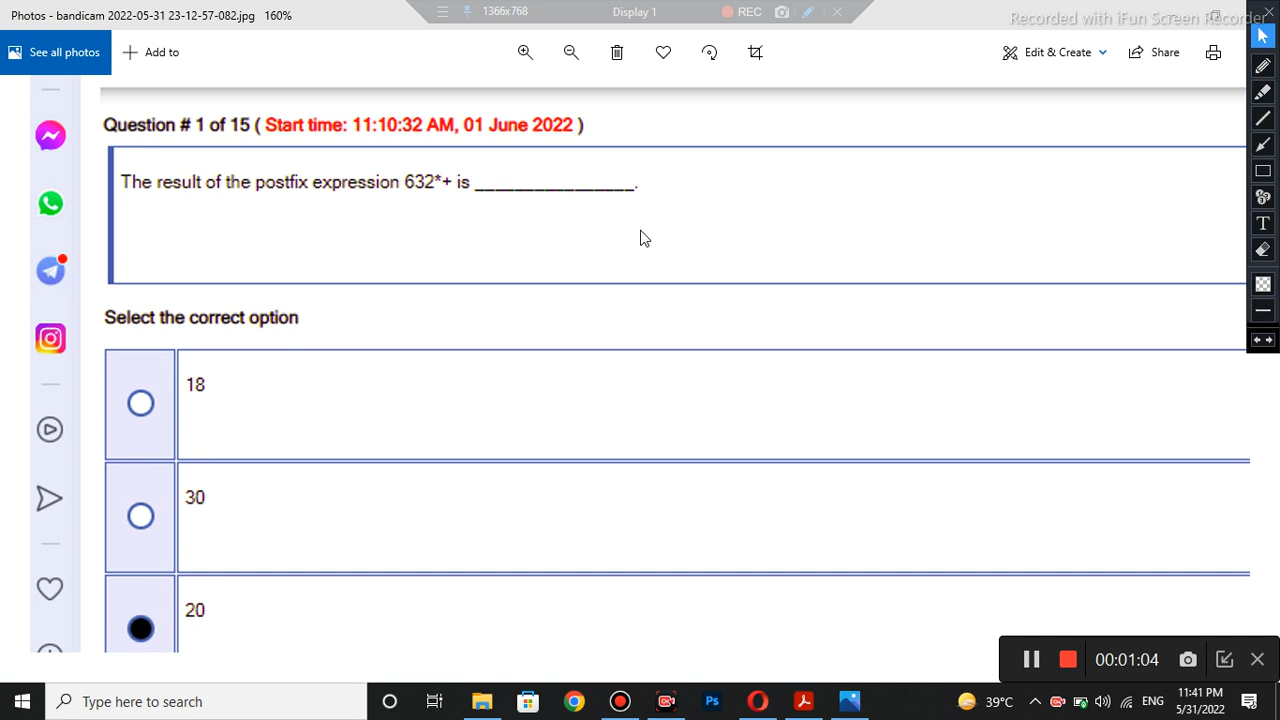 Photos - bandicam 2022-05-31 23-12-57-082.jpg 160%
1366x768
Display 1
REC
Recorded with iFun Screen Recorder
See all photos
Add to
Edit & Create
Share
Question # 1 of 15 ( Start time: 11:10:32 AM, 01 June 2022 )
The result of the postfix expression 632*+ is ________________.
Select the correct option
18
30
20
00:01:04
Type here to search
Ps
39°C
ENG
11:41 PM
5/31/2022